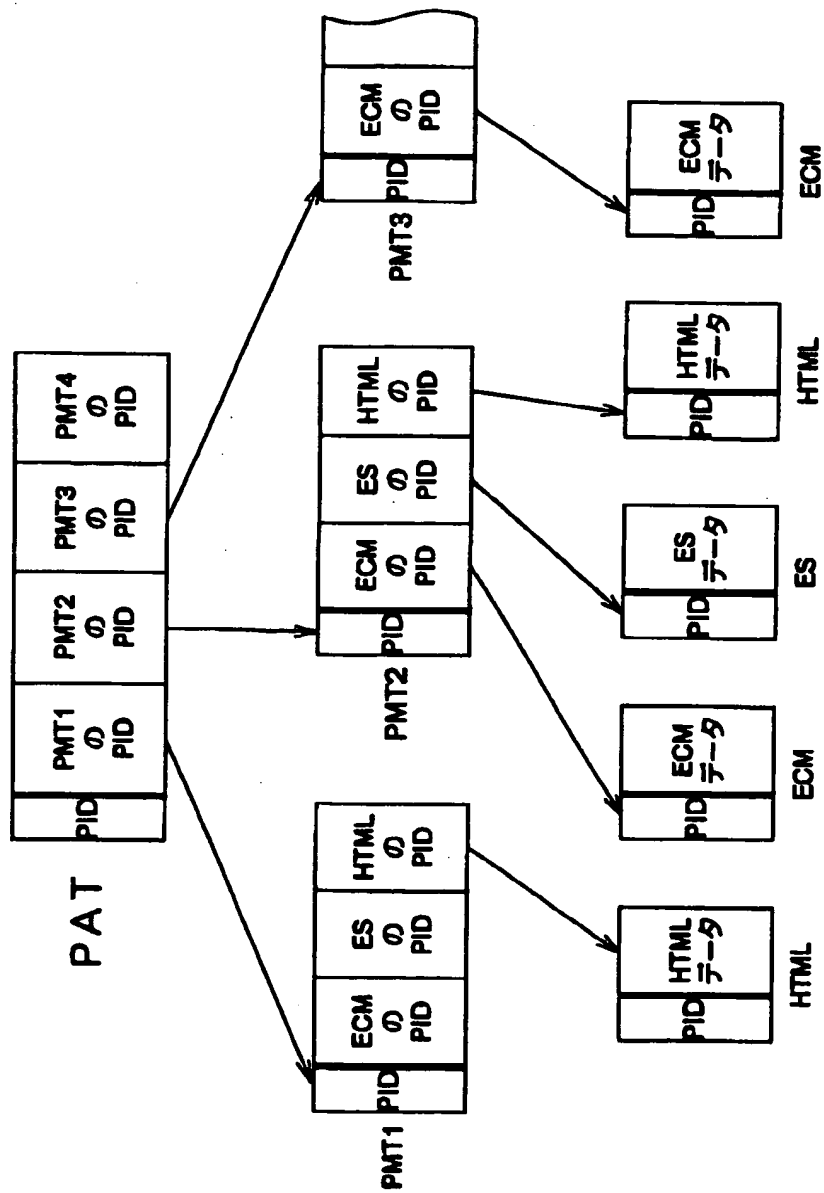 PAT
PID
PMT1
の
PID
PMT2
の
PID
PMT3
の
PID
PMT4
の
PID
PMT1
PID
ECM
の
PID
ES
の
PID
HTML
の
PID
PMT2
PID
ECM
の
PID
ES
の
PID
HTML
の
PID
PMT3
PID
ECM
の
PID
PID
HTML
データ
HTML
PID
ECM
データ
ECM
PID
ES
データ
ES
PID
HTML
データ
HTML
PID
ECM
データ
ECM